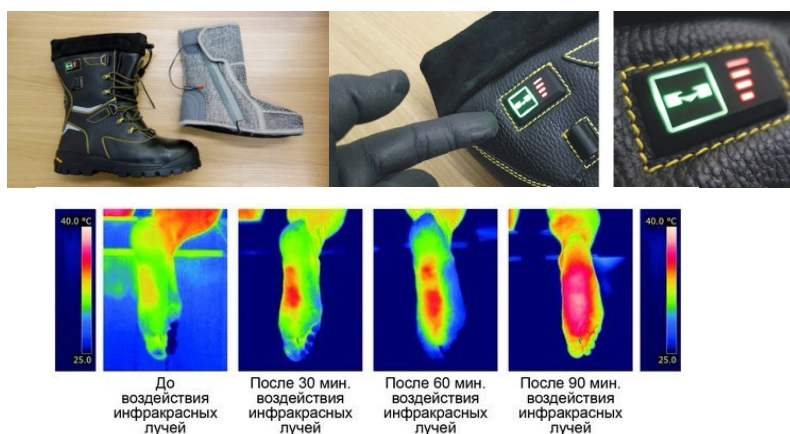 40.0 °C
25.0
40.0 °C
25.0
До
воздействия
инфракрасных
лучей
После 30 мин.
воздействия
инфракрасных
лучей
После 60 мин.
воздействия
инфракрасных
лучей
После 90 мин.
воздействия
инфракрасных
лучей